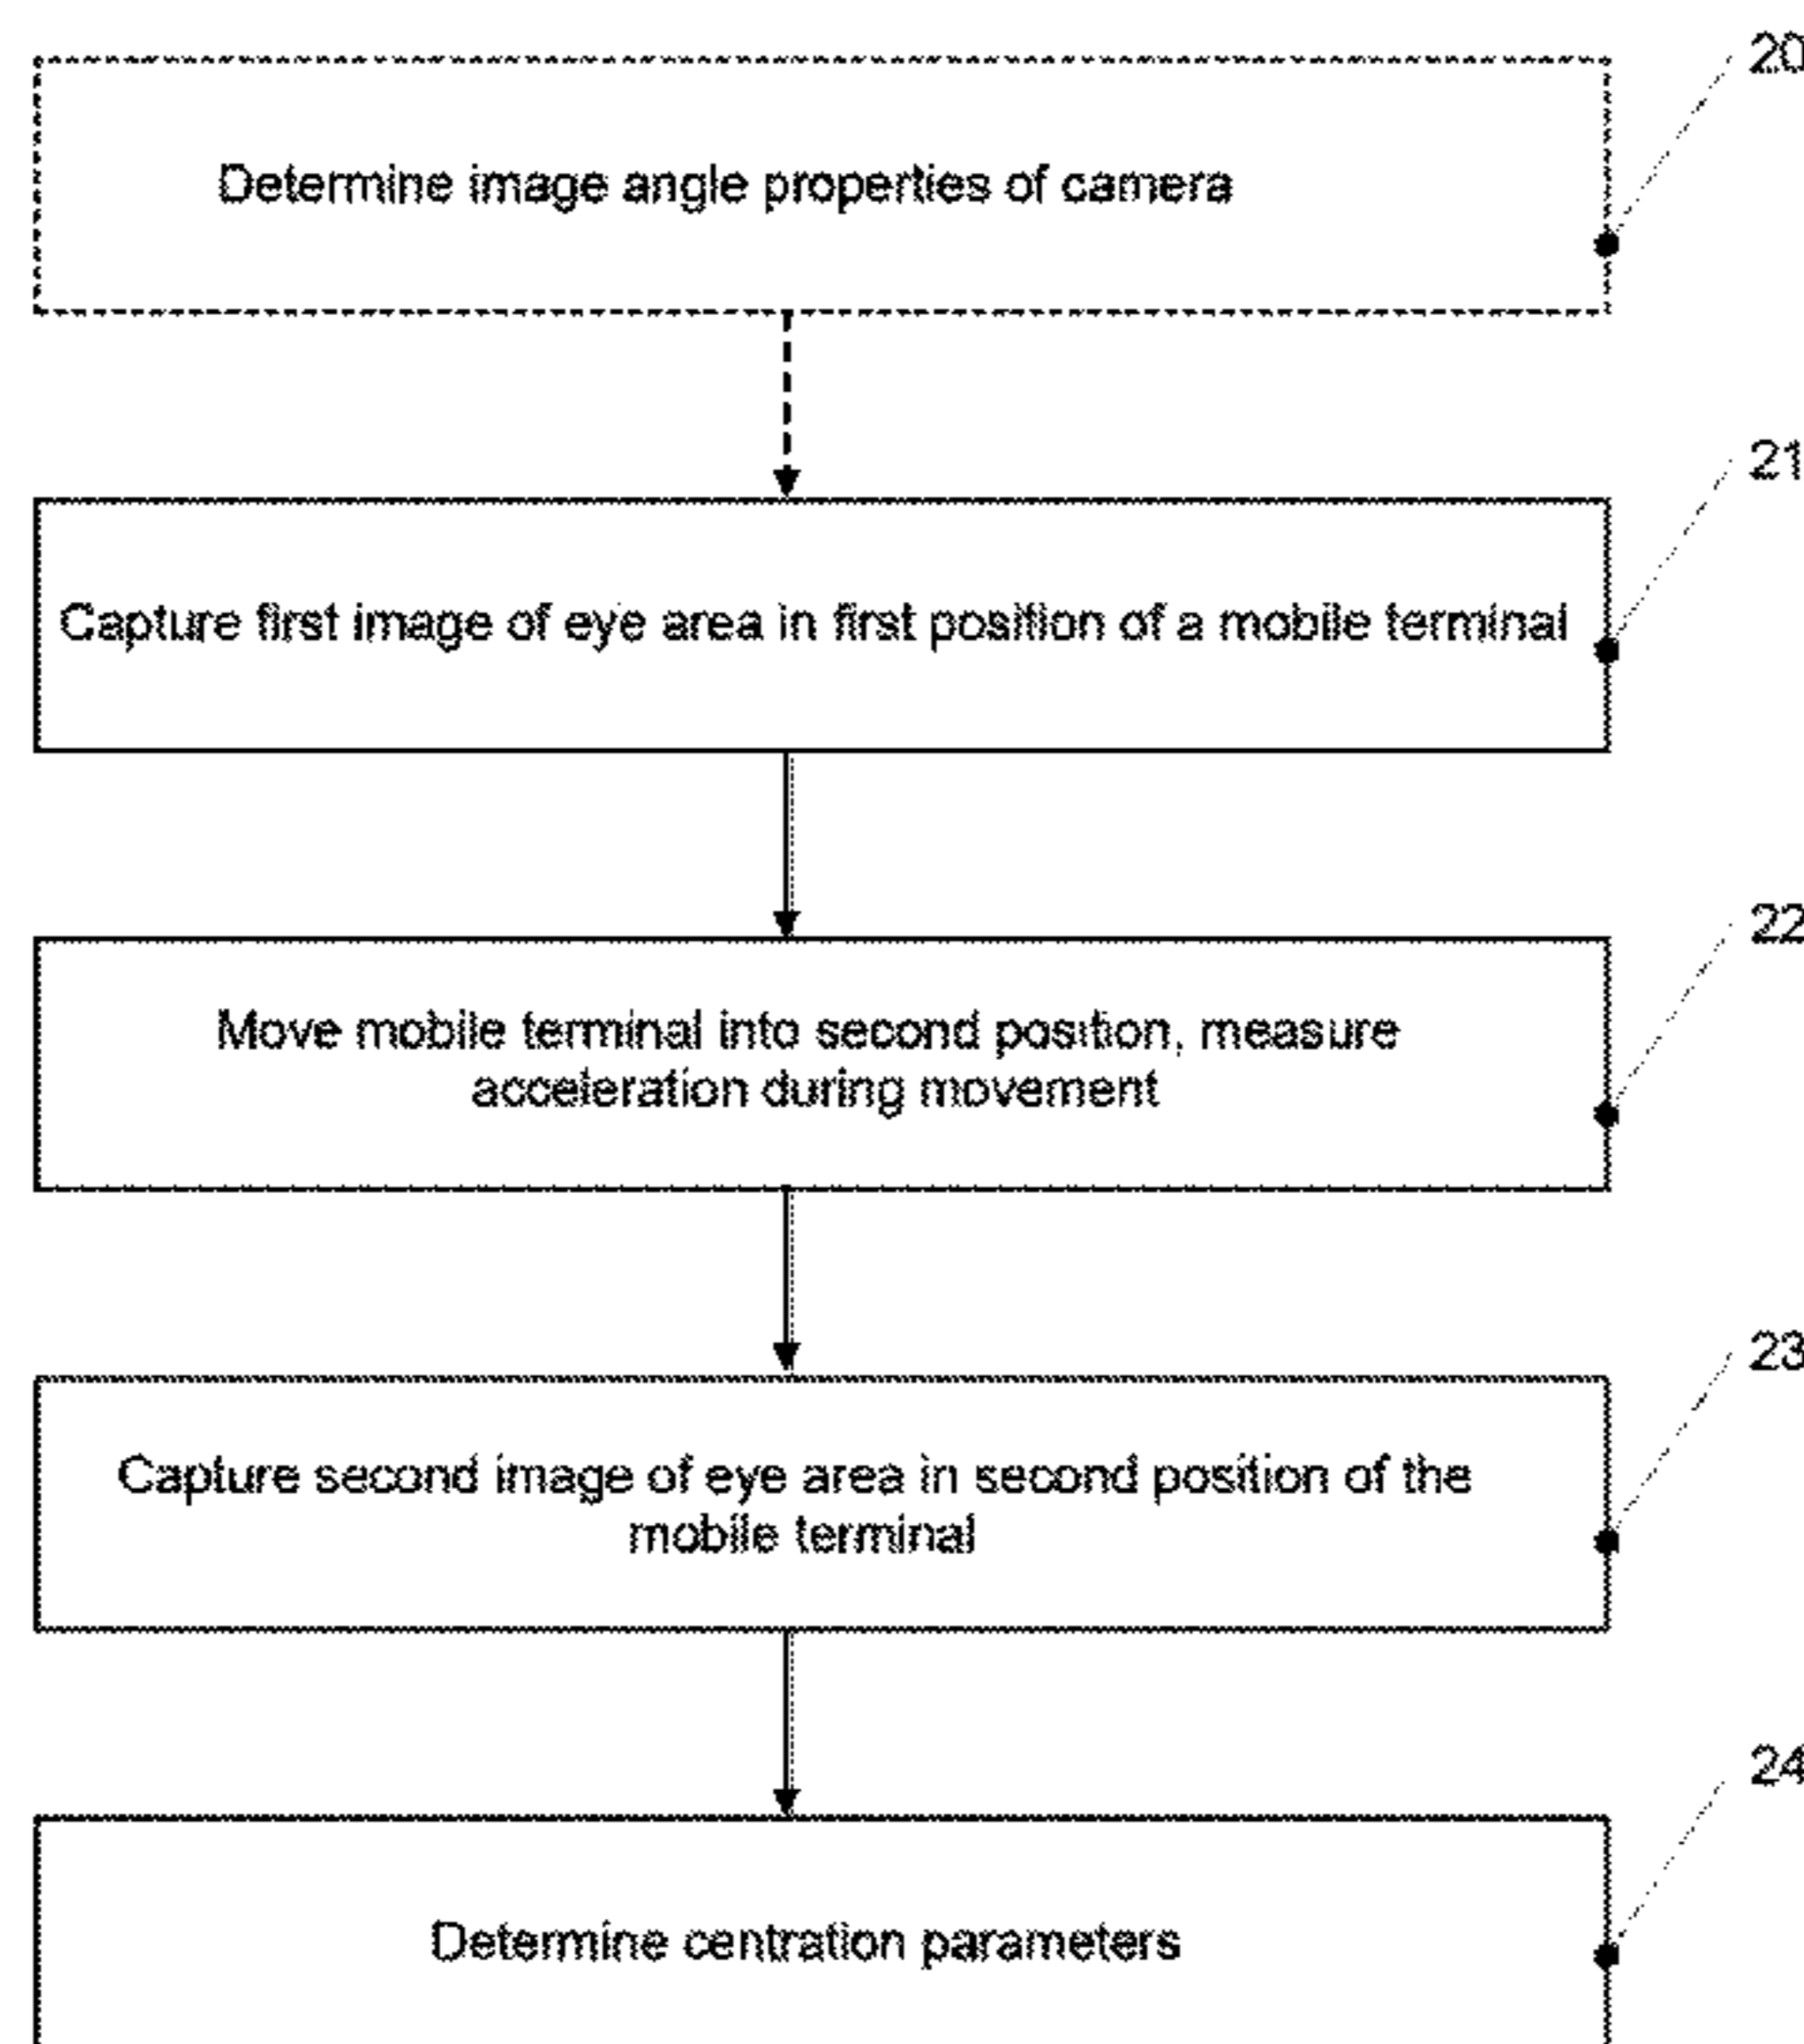 20
Determine image angle properties of camera
21
Capture first image of eye area in first position of a mobile terminal
22
Move mobile terminal into second position, measure
acceleration during movement
23
Capture second image of eye area in second position of the
mobile terminal
24
Determine centration parameters